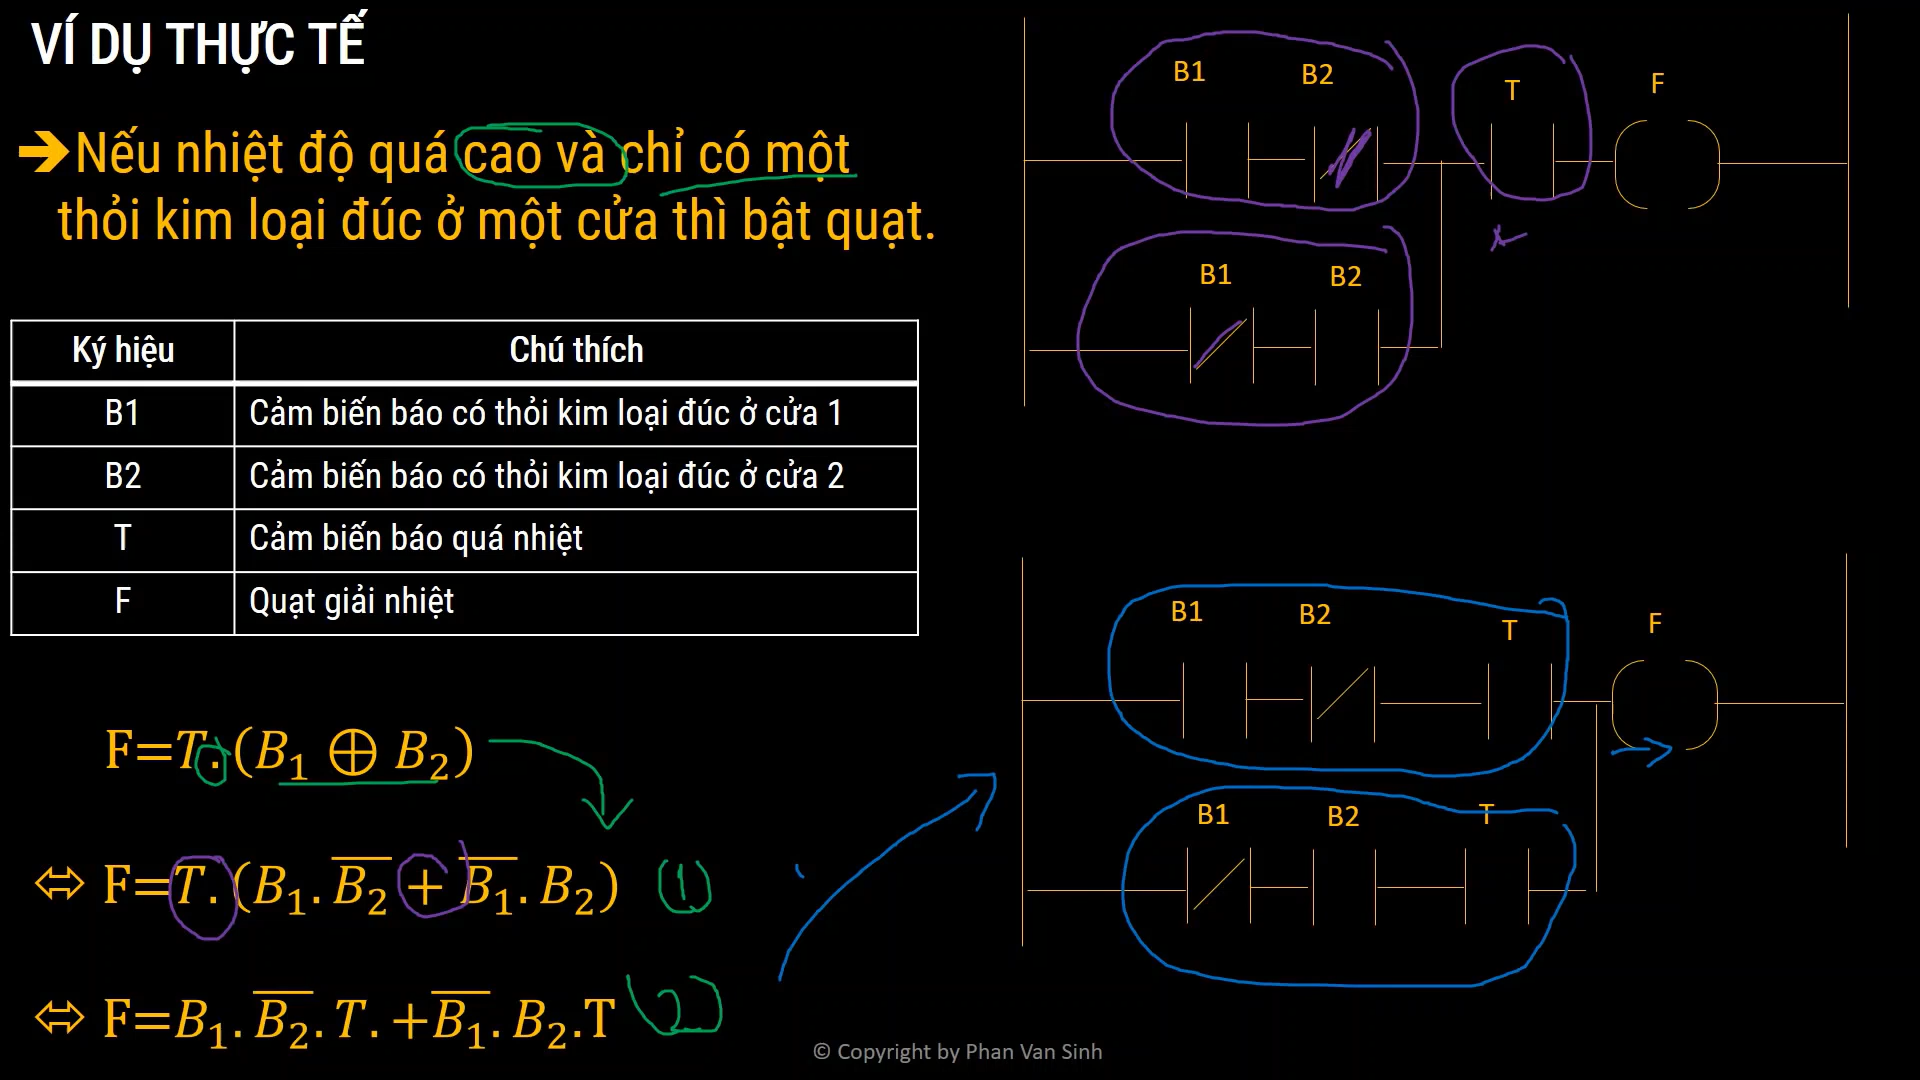 VÍ DỤ THỰC TẾ
➔Nếu nhiệt độ quá cao và chỉ có một
thỏi kim loại đúc ở một cửa thì bật quạt.
Ký hiệu Chú thích
B1 Cảm biến báo có thỏi kim loại đúc ở cửa 1
B2 Cảm biến báo có thỏi kim loại đúc ở cửa 2
T Cảm biến báo quá nhiệt
F Quạt giải nhiệt
F=T.(B₁ ⊕ B₂)
⇔ F=T.(B₁.B̅₂ + B̅₁.B₂) (1)
⇔ F=B₁.B̅₂.T.+B̅₁.B₂.T (2)
B1 B2 T F
B1 B2
B1 B2 T F
B1 B2 T
© Copyright by Phan Van Sinh